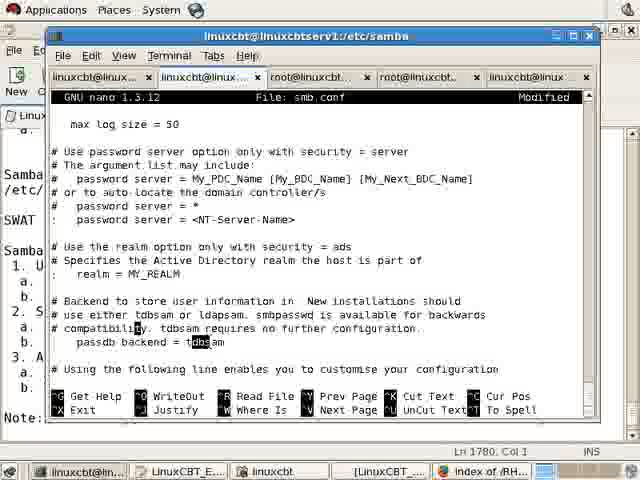 Applications Places System
linuxcbt@linuxcbtserv1:/etc/samba
File Edit View Terminal Tabs Help
linuxcbt@linux... linuxcbt@linux-... root@linuxcbt... root@linuxcbt.. linuxcbt@linux...
GNU nano 1.3.12 File: smb.conf Modified
max log size = 50
# Use password server option only with security = server
# The argument list may include:
# password server = My_PDC_Name [My_BDC_Name] [My_Next_BDC_Name]
# or to auto locate the domain controller/s
# password server = *
; password server = <NT-Server-Name>
# Use the realm option only with security = ads
# Specifies the Active Directory realm the host is part of
; realm = MY_REALM
# Backend to store user information in. New installations should
# use either tdbsam or ldapsam. smbpasswd is available for backwards
# compatibility. tdbsam requires no further configuration.
passdb backend = tdbsam
# Using the following line enables you to customise your configuration
^G Get Help ^O WriteOut ^R Read File ^Y Prev Page ^K Cut Text ^C Cur Pos
^X Exit ^J Justify ^W Where Is ^V Next Page ^U UnCut Text ^T To Spell
File
New
Linux
a.
Samba
/etc/
SWAT
Samba
1. U
a.
b.
2. S
a.
b.
3. A
a.
Note:
Ln 1780, Col 1 INS
linuxcbt@lin LinuxCBT_E... linuxcbt [LinuxCBT_... Index of /RH...